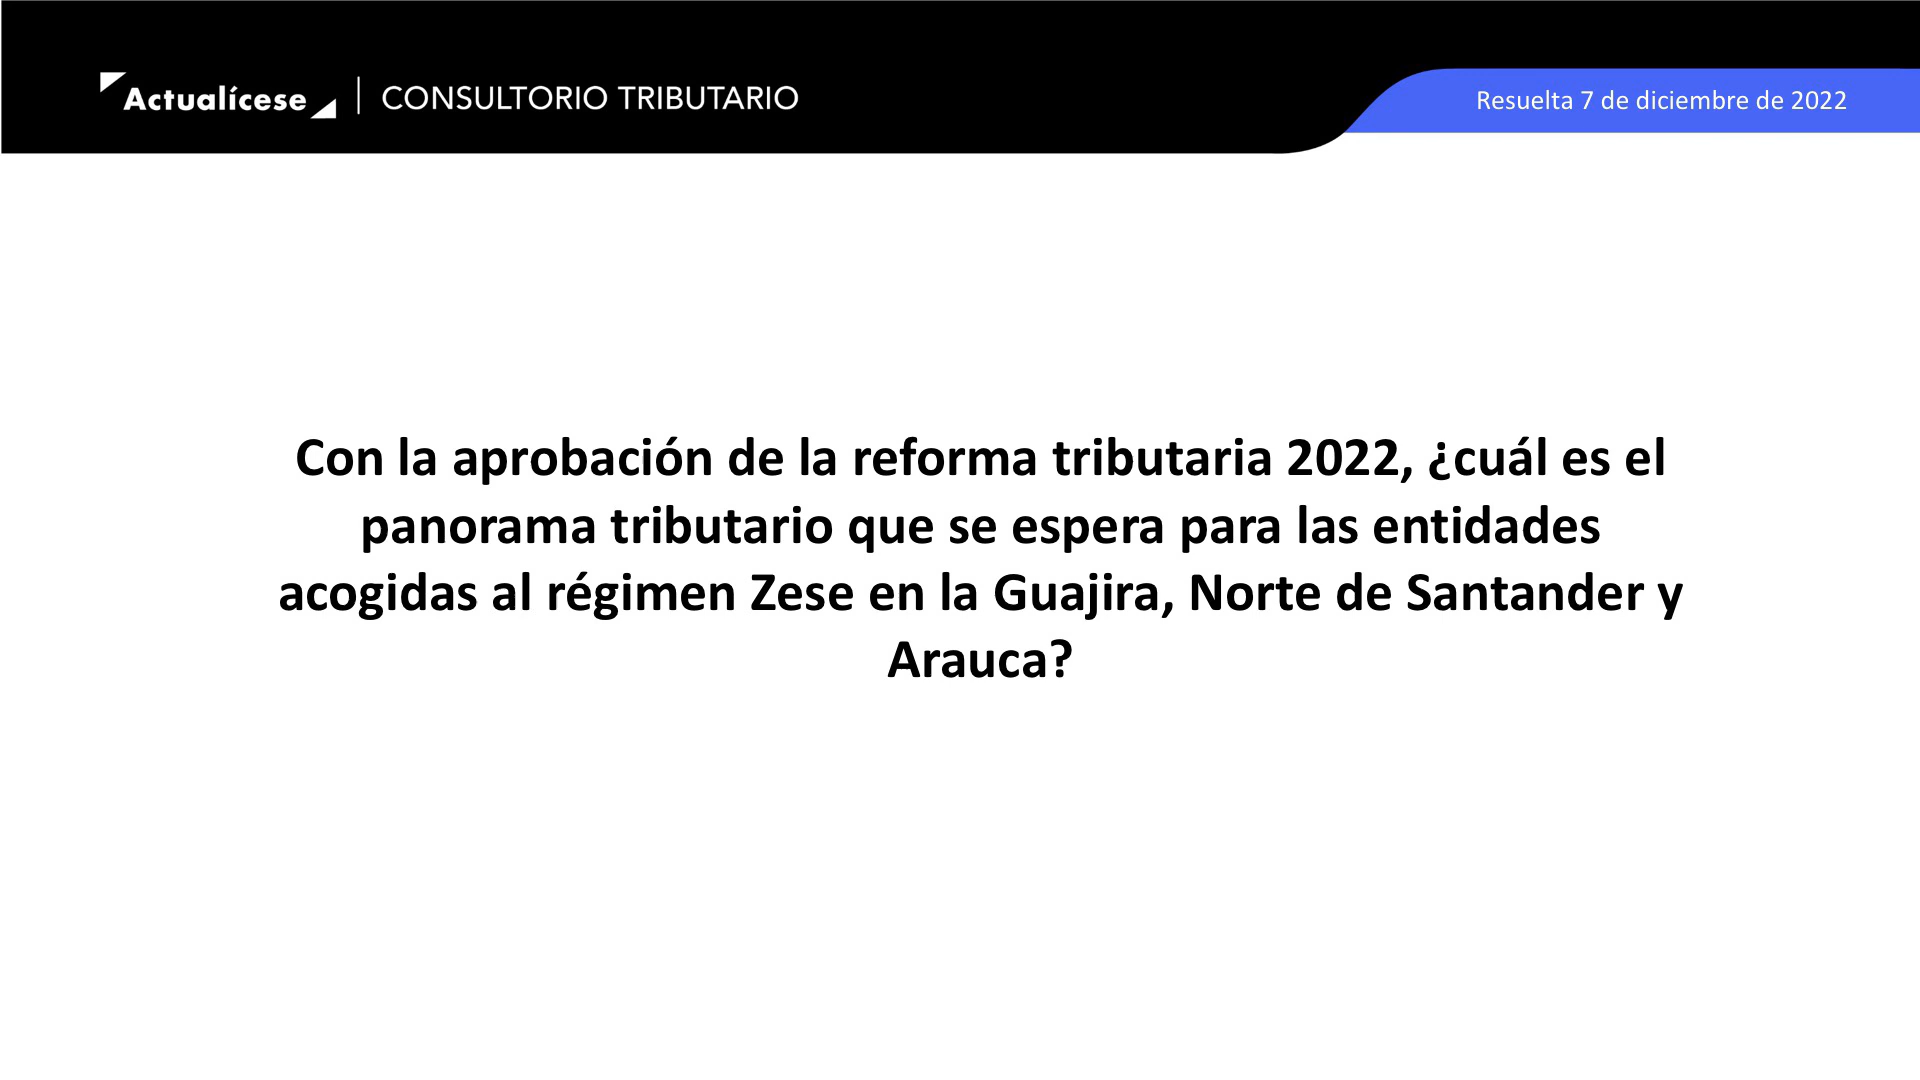 Actualícese | CONSULTORIO TRIBUTARIO
Resuelta 7 de diciembre de 2022
Con la aprobación de la reforma tributaria 2022, ¿cuál es el
panorama tributario que se espera para las entidades
acogidas al régimen Zese en la Guajira, Norte de Santander y
Arauca?